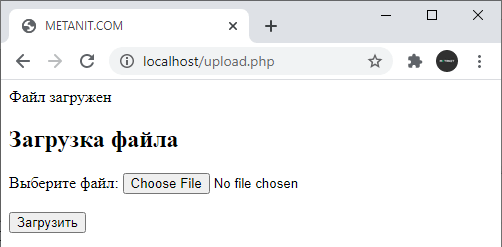 METANIT.COM
localhost/upload.php
Файл загружен
Загрузка файла
Выберите файл: Choose File No file chosen
Загрузить